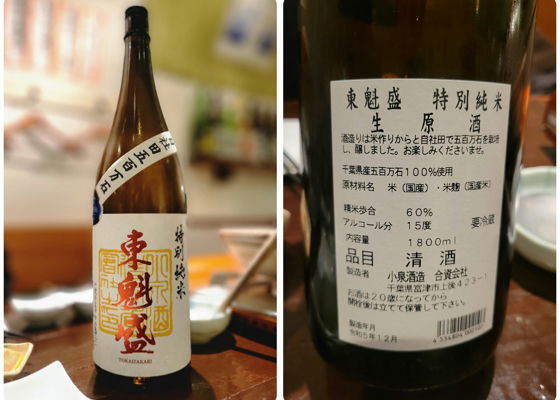 自社田五百万石
特別純米
東魁盛
TOKAIZAKARI
東魁盛 特別純米
生原酒
酒造りは米作りからと自社田で五百万石を栽培
し、醸しました。お楽しみくださいませ。
千葉県産五百万石100%使用
原材料名 米(国産)・米麹(国産米)
精米歩合 60%
アルコール分 15度 要冷蔵
内容量 1800ml
品目 清酒
製造者 小泉酒造 合資会社
千葉県富津市上後423-1
お酒は20歳になってから
開栓後は立てて保管して下さい。
製造年月
令和5年12月